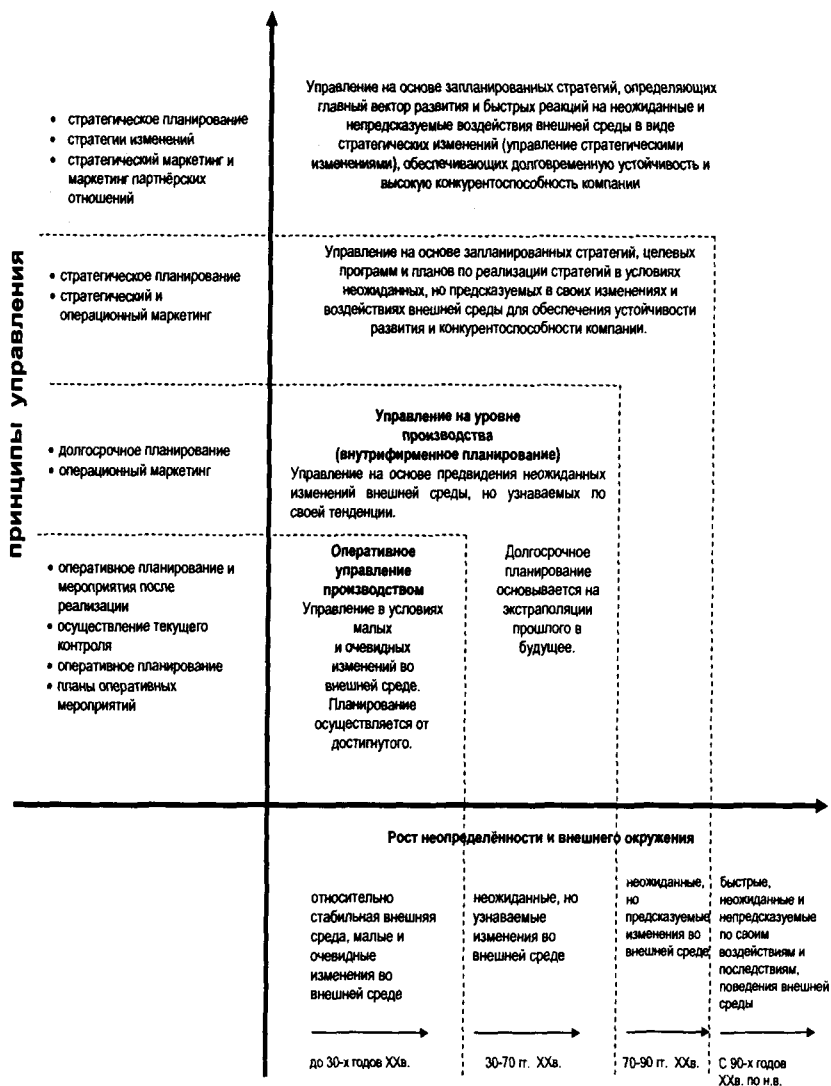 принципы управления
• стратегическое планирование
• стратегии изменений
• стратегический маркетинг и
маркетинг партнёрских
отношений
Управление на основе запланированных стратегий, определяющих
главный вектор развития и быстрых реакций на неожиданные и
непредсказуемые воздействия внешней среды в виде
стратегических изменений (управление стратегическими
изменениями), обеспечивающих долговременную устойчивость и
высокую конкурентоспособность компании
• стратегическое планирование
• стратегический и
операционный маркетинг
Управление на основе запланированных стратегий, целевых
программ и планов по реализации стратегий в условиях
неожиданных, но предсказуемых в своих изменениях и
воздействиях внешней среды для обеспечения устойчивости
развития и конкурентоспособности компании.
• долгосрочное планирование
• операционный маркетинг
Управление на уровне
производства
(внутрифирменное планирование)
Управление на основе предвидения неожиданных
изменений внешней среды, но узнаваемых по
своей тенденции.
• оперативное планирование и
мероприятия после
реализации
• осуществление текущего
контроля
• оперативное планирование
• планы оперативных
мероприятий
Оперативное
управление
производством
Управление в условиях
малых
и очевидных
изменений во
внешней среде.
Планирование
осуществляется от
достигнутого.
Долгосрочное
планирование
основывается на
экстраполяции
прошлого в
будущее.
Рост неопределённости и внешнего окружения
относительно
стабильная внешняя
среда, малые и
очевидные
изменения во
внешней среде
неожиданные, но
узнаваемые
изменения во
внешней среде
неожиданные,
но
предсказуемые
изменения во
внешней среде
быстрые,
неожиданные и
непредсказуемые
по своим
воздействиям и
последствиям,
поведения внешней
среды
до 30-х годов XXв.
30-70 гг. XXв.
70-90 гг. XXв.
С 90-х годов
XXв. по н.в.